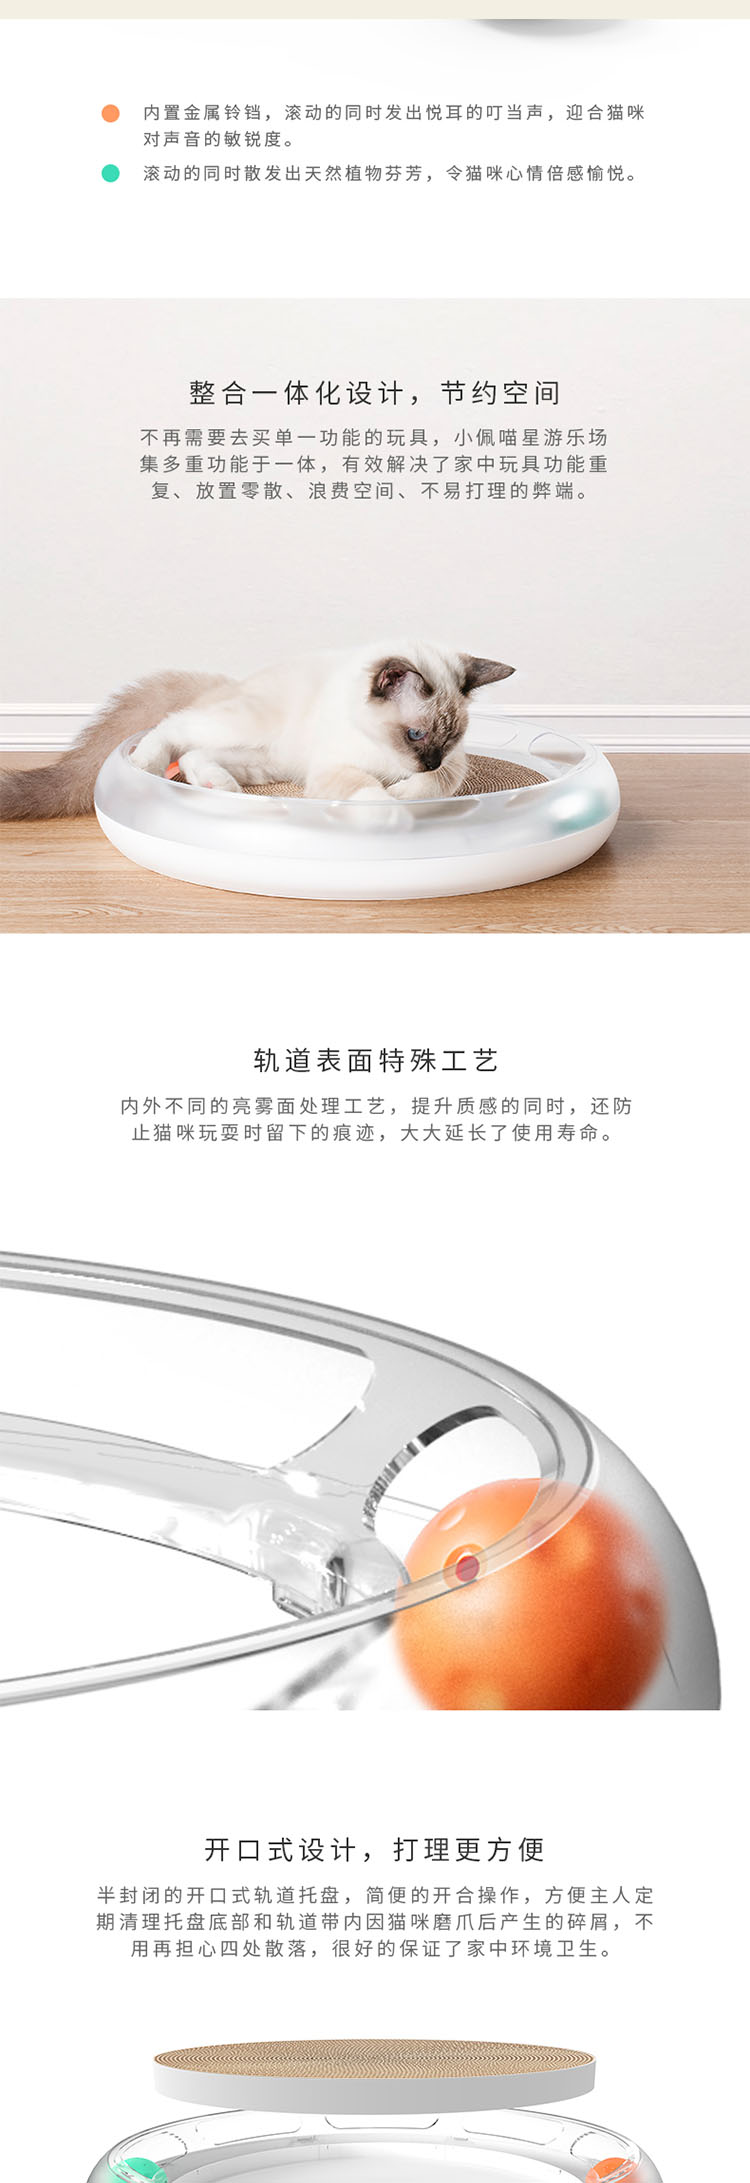 内置金属铃铛，滚动的同时发出悦耳的叮当声，迎合猫咪
对声音的敏锐度。
滚动的同时散发出天然植物芬芳，令猫咪心情倍感愉悦。
整合一体化设计，节约空间
不再需要去买单一功能的玩具，小佩喵星游乐场
集多重功能于一体，有效解决了家中玩具功能重
复、放置零散、浪费空间、不易打理的弊端。
轨道表面特殊工艺
内外不同的亮雾面处理工艺，提升质感的同时，还防
止猫咪玩耍时留下的痕迹，大大延长了使用寿命。
开口式设计，打理更方便
半封闭的开口式轨道托盘，简便的开合操作，方便主人定
期清理托盘底部和轨道带内因猫咪磨爪后产生的碎屑，不
用再担心四处散落，很好的保证了家中环境卫生。